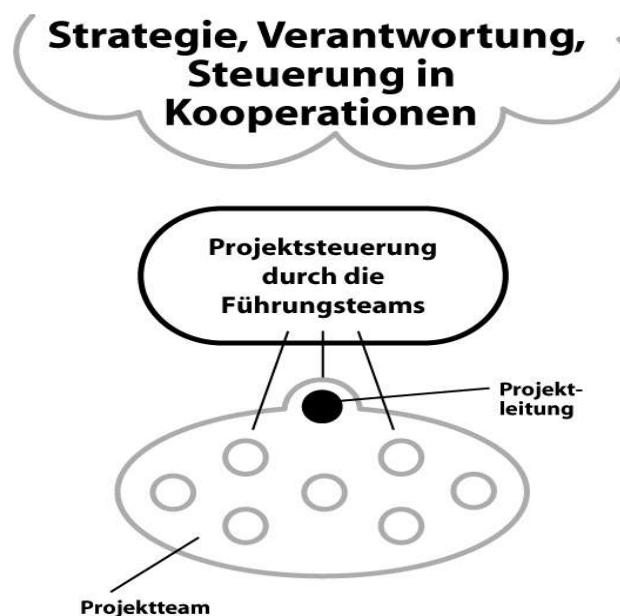 Strategie, Verantwortung,
Steuerung in
Kooperationen
Projektsteuerung
durch die
Führungsteams
Projekt-
leitung
Projektteam